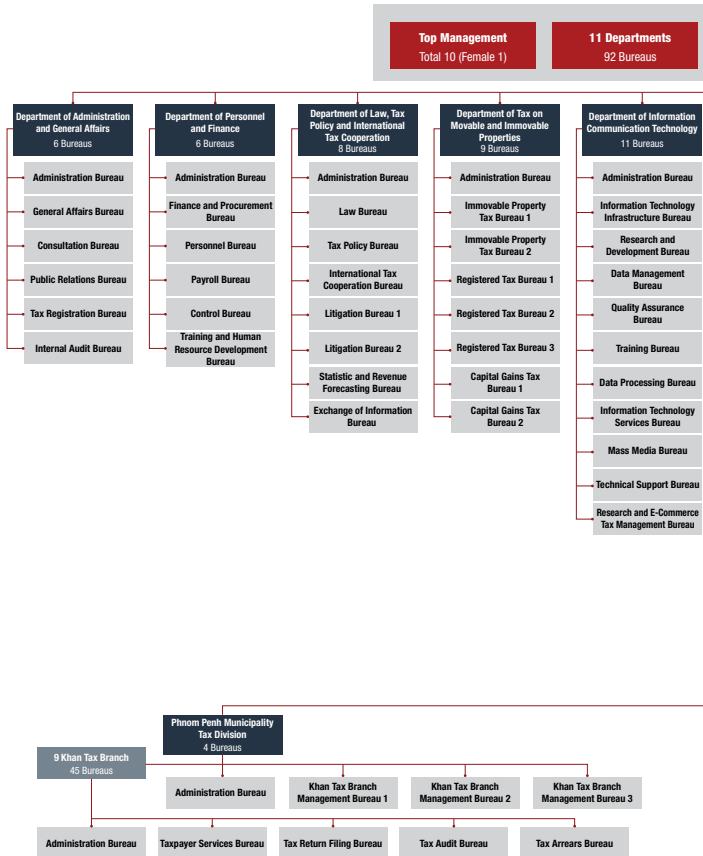 Top Management
Total 10 (Female 1)
11 Departments
92 Bureaus
Department of Administration
and General Affairs
6 Bureaus
Administration Bureau
General Affairs Bureau
Consultation Bureau
Public Relations Bureau
Tax Registration Bureau
Internal Audit Bureau
Department of Personnel
and Finance
6 Bureaus
Administration Bureau
Finance and Procurement
Bureau
Personnel Bureau
Payroll Bureau
Control Bureau
Training and Human
Resource Development
Bureau
Department of Law, Tax
Policy and International
Tax Cooperation
8 Bureaus
Administration Bureau
Law Bureau
Tax Policy Bureau
International Tax
Cooperation Bureau
Litigation Bureau 1
Litigation Bureau 2
Statistic and Revenue
Forecasting Bureau
Exchange of Information
Bureau
Department of Tax on
Movable and Immovable
Properties
9 Bureaus
Administration Bureau
Immovable Property
Tax Bureau 1
Immovable Property
Tax Bureau 2
Registered Tax Bureau 1
Registered Tax Bureau 2
Registered Tax Bureau 3
Capital Gains Tax
Bureau 1
Capital Gains Tax
Bureau 2
Department of Information
Communication Technology
11 Bureaus
Administration Bureau
Information Technology
Infrastructure Bureau
Research and
Development Bureau
Data Management
Bureau
Quality Assurance
Bureau
Training Bureau
Data Processing Bureau
Information Technology
Services Bureau
Mass Media Bureau
Technical Support Bureau
Research and E-Commerce
Tax Management Bureau
Phnom Penh Municipality
Tax Division
4 Bureaus
9 Khan Tax Branch
45 Bureaus
Administration Bureau
Khan Tax Branch
Management Bureau 1
Khan Tax Branch
Management Bureau 2
Khan Tax Branch
Management Bureau 3
Administration Bureau
Taxpayer Services Bureau
Tax Return Filing Bureau
Tax Audit Bureau
Tax Arrears Bureau